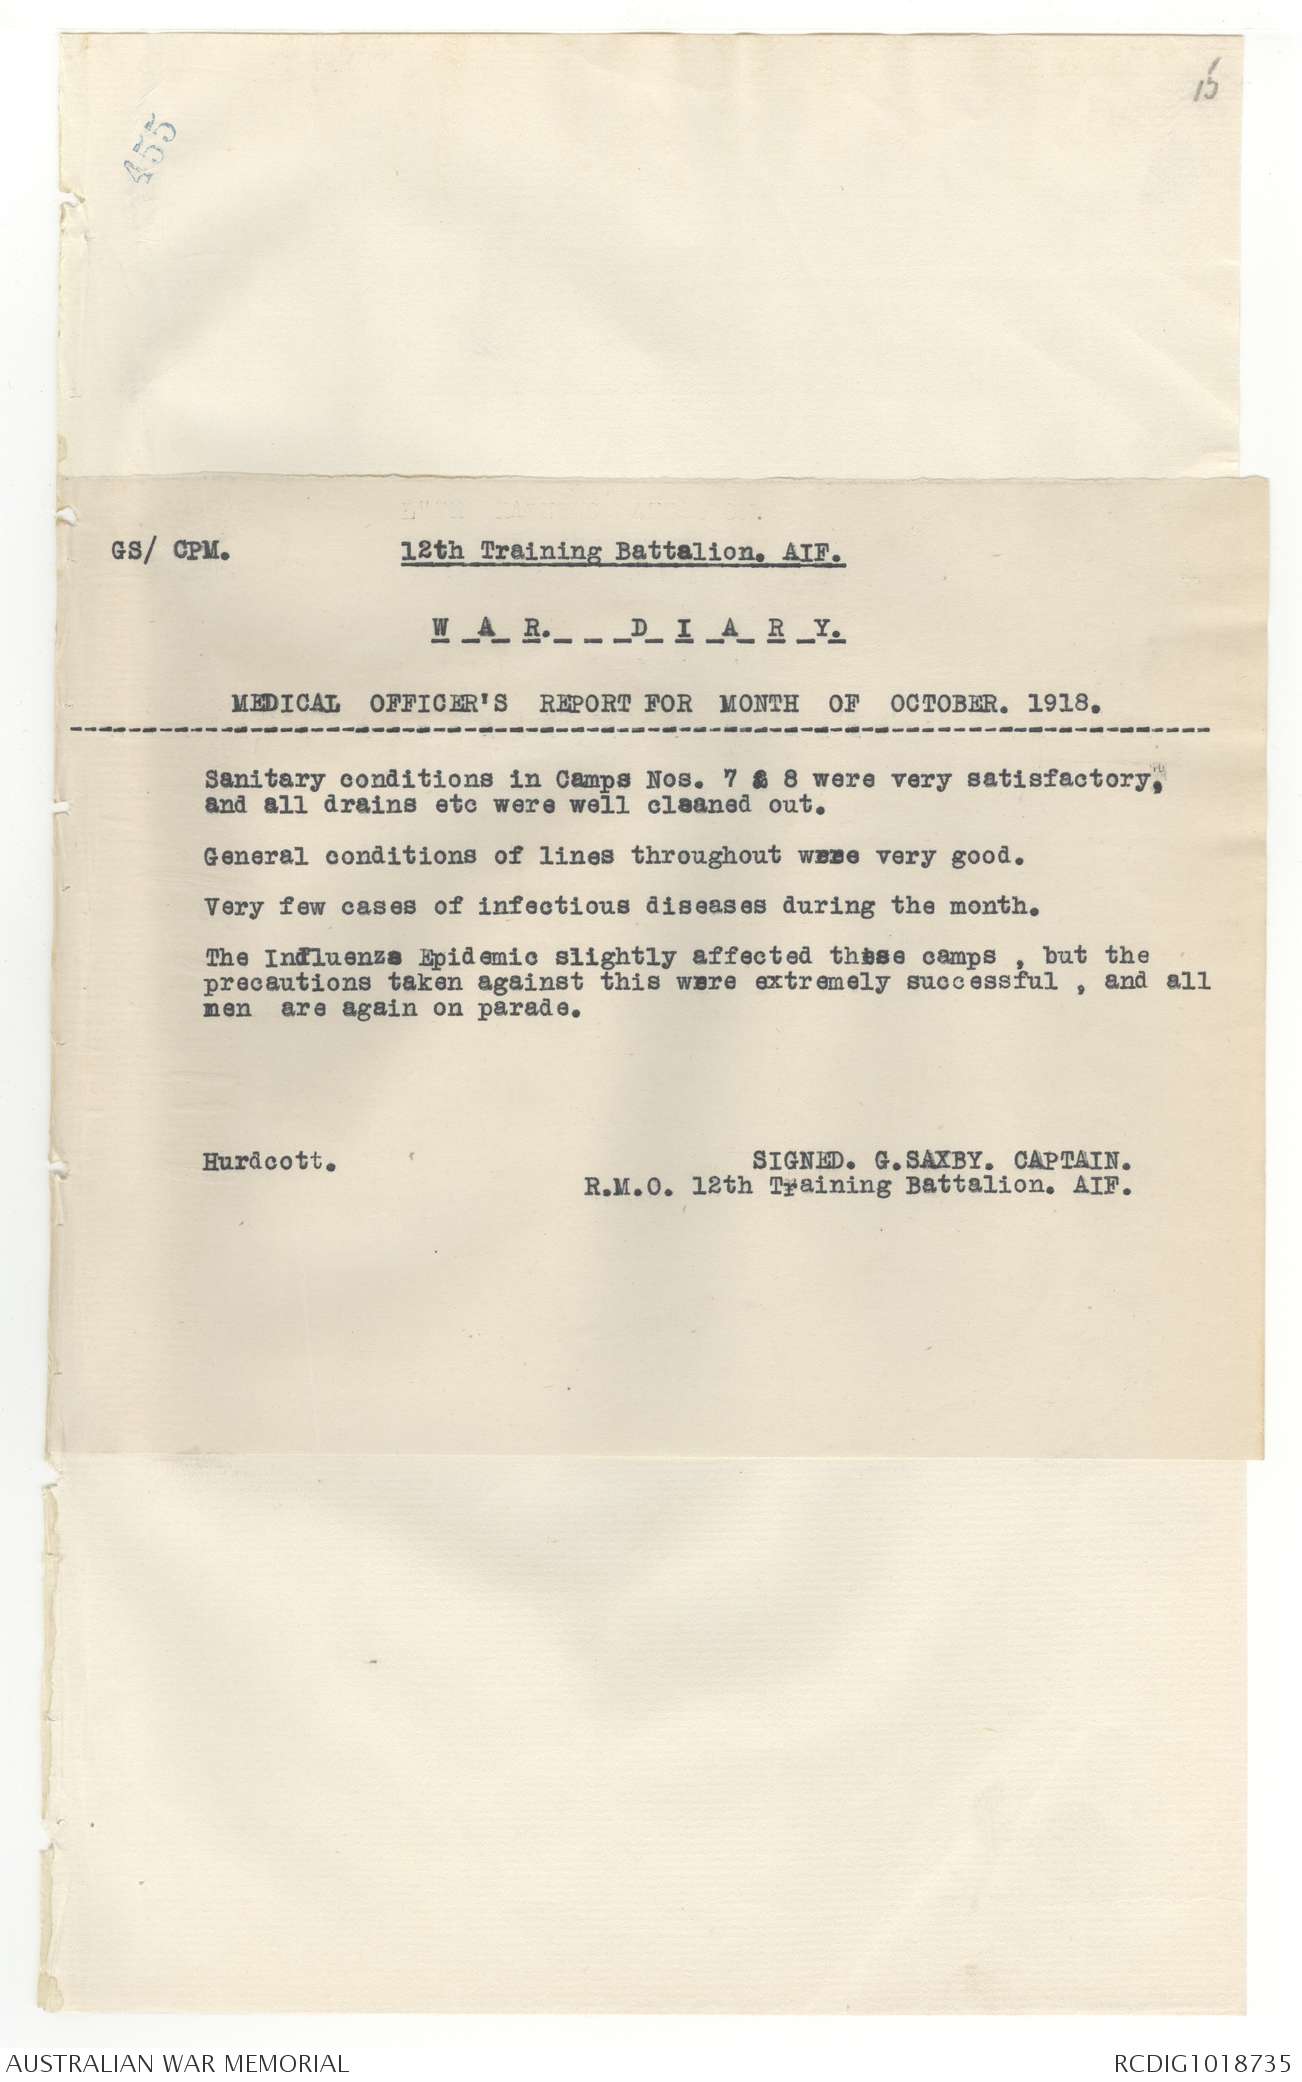 15
455
GS/ CPM. 12th Training Battalion. AIF.
W A R. D I A R Y.
MEDICAL OFFICER'S REPORT FOR MONTH OF OCTOBER. 1918.
Sanitary conditions in Camps Nos. 7 & 8 were very satisfactory,
and all drains etc were well cleaned out.
General conditions of lines throughout were very good.
Very few cases of infectious diseases during the month.
The Influenza Epidemic slightly affected these camps , but the
precautions taken against this were extremely successful , and all
men are again on parade.
Hurdcott. SIGNED. G.SAXBY. CAPTAIN.
R.M.O. 12th Training Battalion. AIF.
AUSTRALIAN WAR MEMORIAL RCDIG1018735